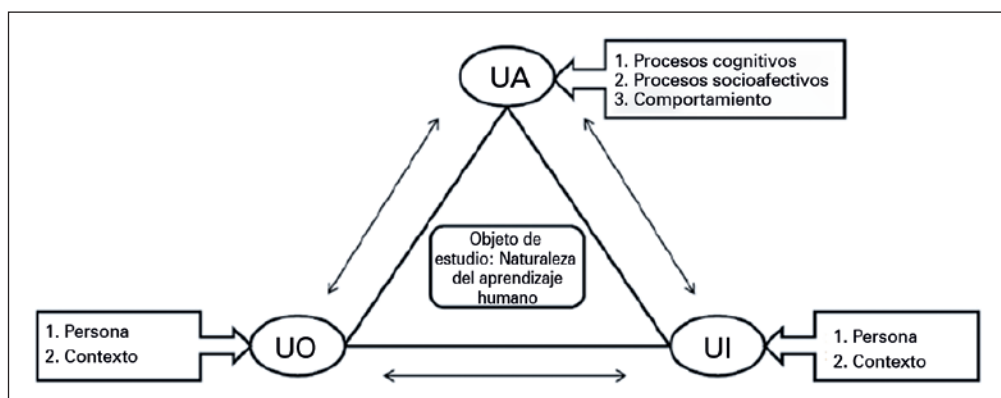 UA
1. Procesos cognitivos
2. Procesos socioafectivos
3. Comportamiento
Objeto de
estudio: Naturaleza
del aprendizaje
humano
1. Persona
2. Contexto
UO
UI
1. Persona
2. Contexto